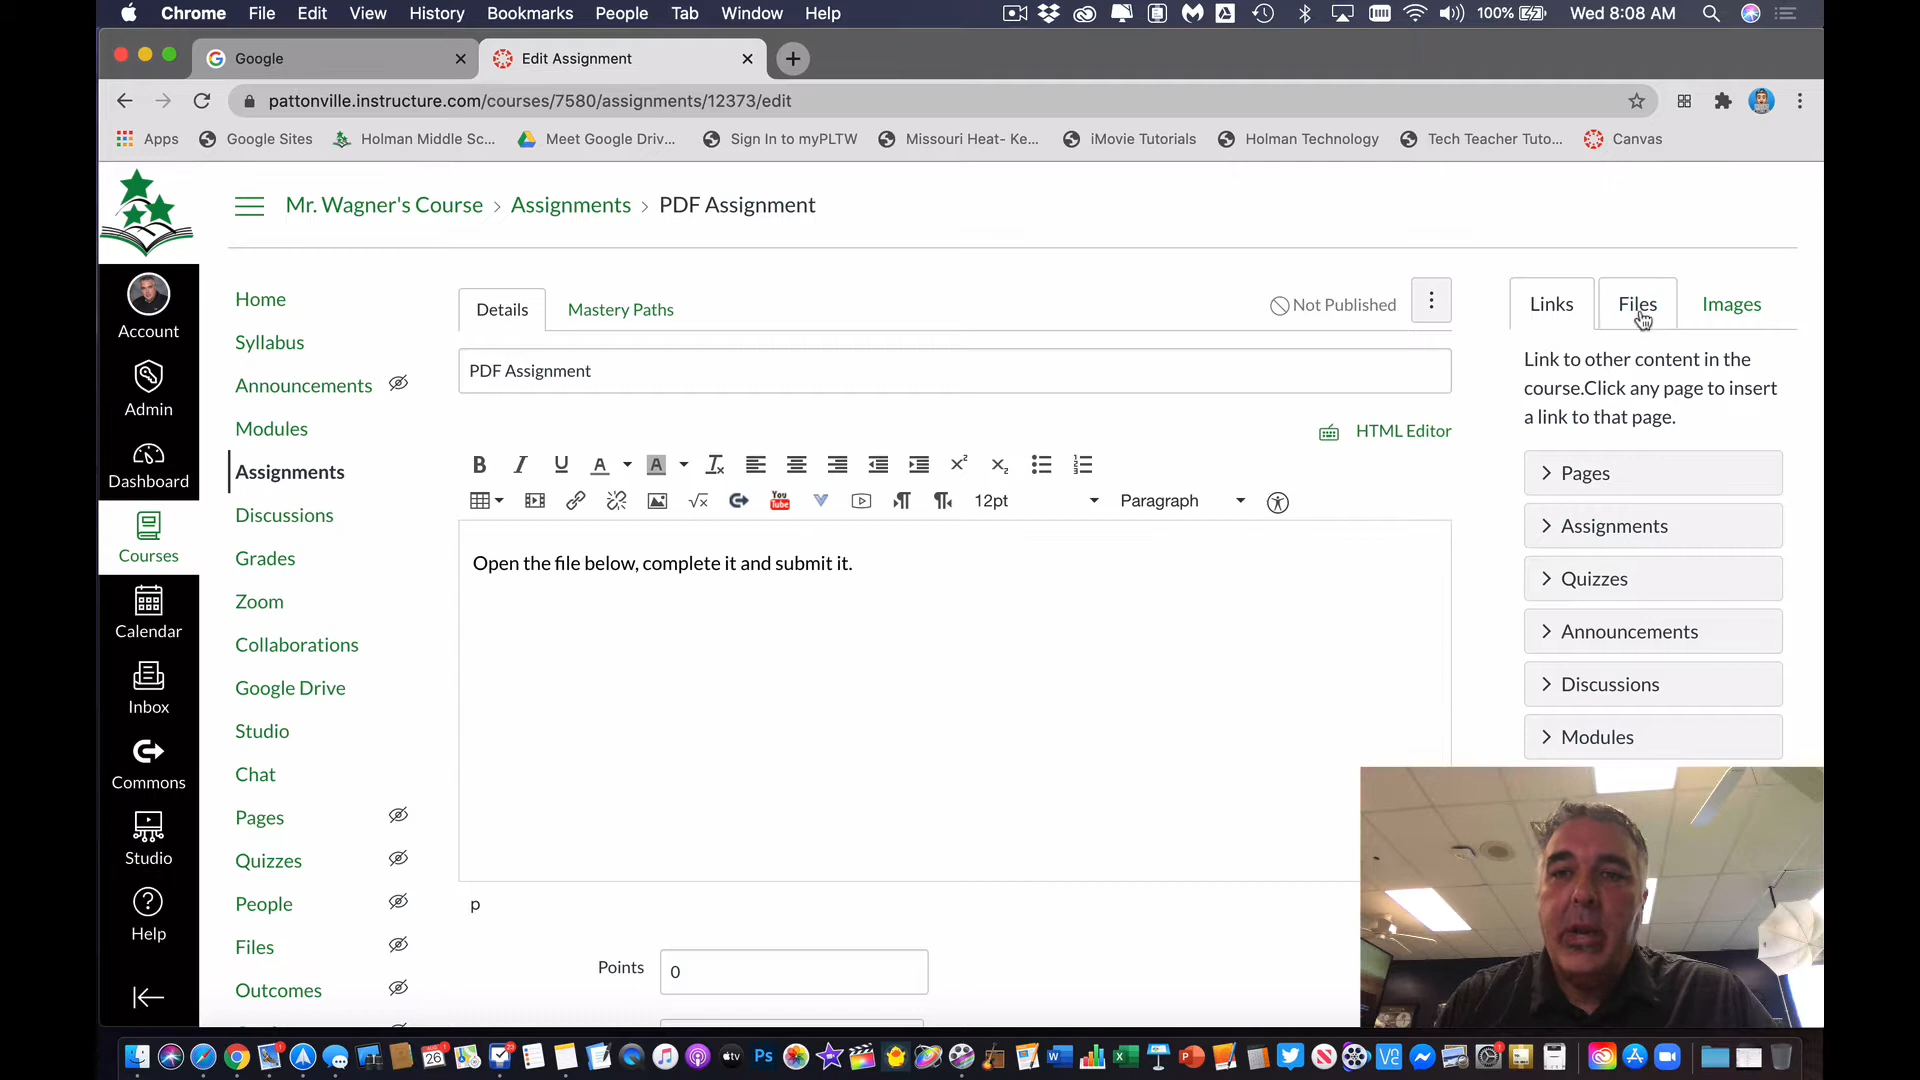 Chrome File Edit View History Bookmarks People Tab Window Help 100% Wed 8:08 AM
Google Edit Assignment
pattonville.instructure.com/courses/7580/assignments/12373/edit
Apps Google Sites Holman Middle Sc... Meet Google Driv... Sign In to myPLTW Missouri Heat- Ke... iMovie Tutorials Holman Technology Tech Teacher Tuto... Canvas
Mr. Wagner's Course > Assignments > PDF Assignment
Account
Admin
Dashboard
Courses
Calendar
Inbox
Commons
Studio
Help
Home
Syllabus
Announcements
Modules
Assignments
Discussions
Grades
Zoom
Collaborations
Google Drive
Studio
Chat
Pages
Quizzes
People
Files
Outcomes
Details Mastery Paths Not Published
PDF Assignment
HTML Editor
12pt Paragraph
Open the file below, complete it and submit it.
p
Points 0
Links Files Images
Link to other content in the
course.Click any page to insert
a link to that page.
Pages
Assignments
Quizzes
Announcements
Discussions
Modules